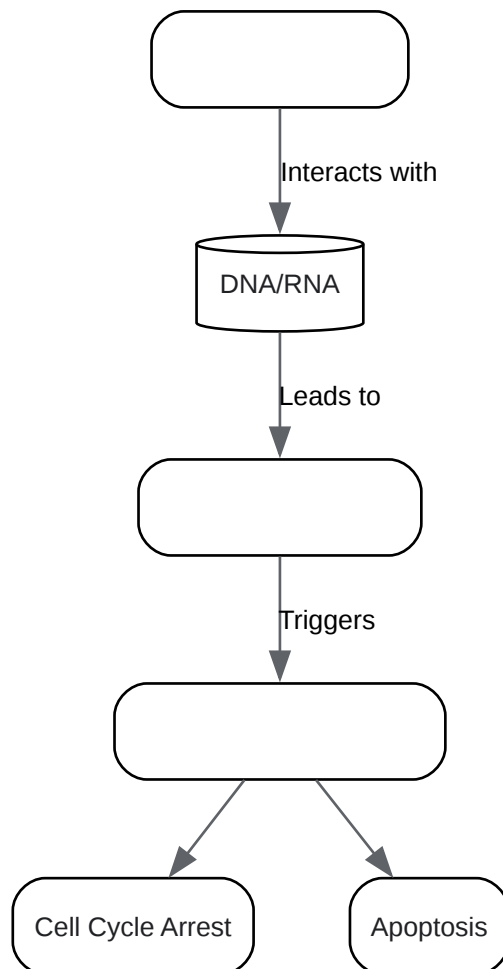 Interacts with
DNA/RNA
Leads to
Triggers
Cell Cycle Arrest
Apoptosis